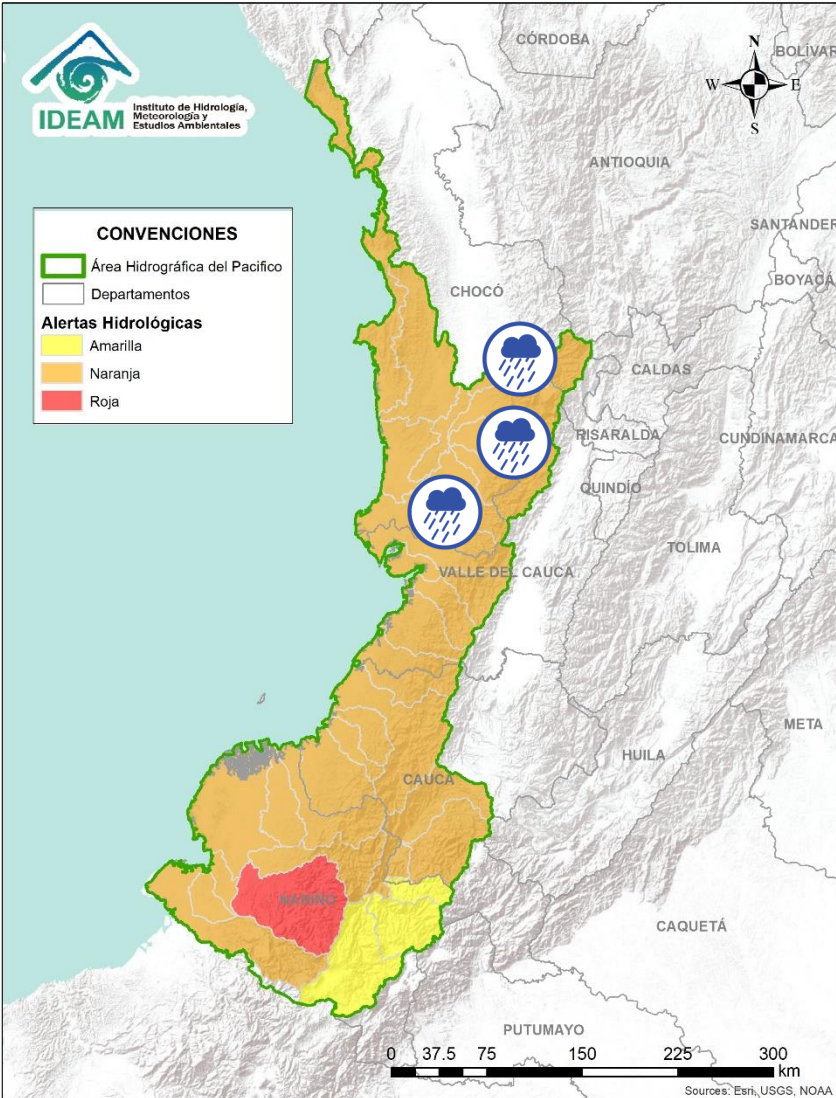 IDEAM
Instituto de Hidrología,
Meteorología y
Estudios Ambientales
N
W
E
S
CÓRDOBA
BOLÍVAR
ANTIOQUIA
SANTANDER
BOYACÁ
CHOCÓ
CALDAS
RISARALDA
CUNDINAMARCA
QUINDÍO
TOLIMA
VALLE DEL CAUCA
META
HUILA
CAUCA
NARIÑO
CAQUETÁ
PUTUMAYO
CONVENCIONES
Área Hidrográfica del Pacifico
Departamentos
Alertas Hidrológicas
Amarilla
Naranja
Roja
0 37.5 75 150 225 300
km
Sources: Esri, USGS, NOAA